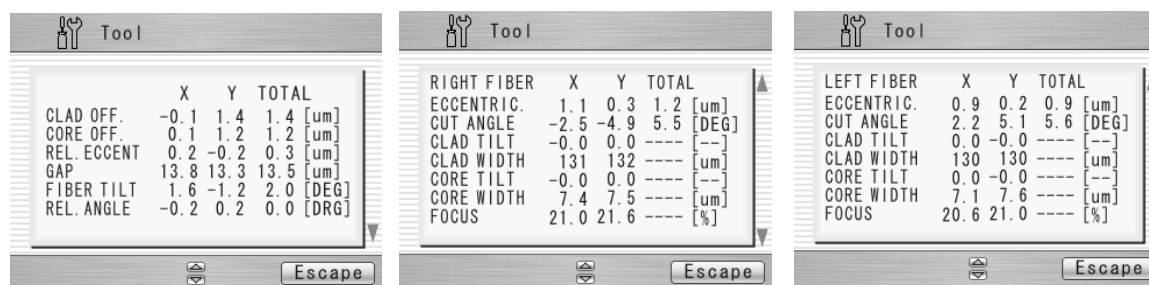 Tool
X Y TOTAL
CLAD OFF. -0.1 1.4 1.4 [um]
CORE OFF. 0.1 1.2 1.2 [um]
REL.ECCENT 0.2 -0.2 0.3 [um]
GAP 13.8 13.3 13.5 [um]
FIBER TILT 1.6 -1.2 2.0 [DEG]
REL.ANGLE -0.2 0.2 0.0 [DRG]
Escape
Tool
RIGHT FIBER X Y TOTAL
ECCENTRIC. 1.1 0.3 1.2 [um]
CUT ANGLE -2.5 -4.9 5.5 [DEG]
CLAD TILT -0.0 0.0 ---- [--]
CLAD WIDTH 131 132 ---- [um]
CORE TILT -0.0 0.0 ---- [--]
CORE WIDTH 7.4 7.5 ---- [um]
FOCUS 21.0 21.6 ---- [%]
Escape
Tool
LEFT FIBER X Y TOTAL
ECCENTRIC. 0.9 0.2 0.9 [um]
CUT ANGLE 2.2 5.1 5.6 [DEG]
CLAD TILT 0.0 -0.0 ---- [--]
CLAD WIDTH 130 130 ---- [um]
CORE TILT 0.0 -0.0 ---- [--]
CORE WIDTH 7.1 7.6 ---- [um]
FOCUS 20.6 21.0 ---- [%]
Escape